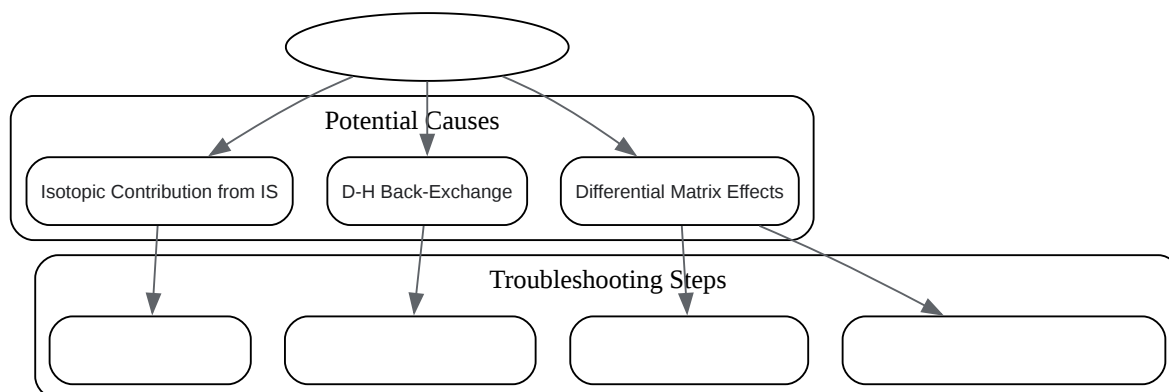 Potential Causes
Isotopic Contribution from IS
D-H Back-Exchange
Differential Matrix Effects
Troubleshooting Steps